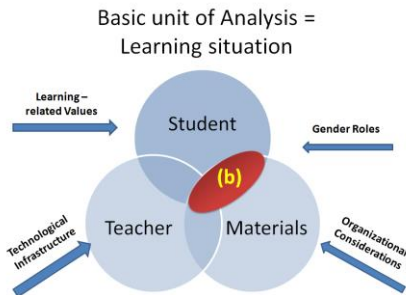 Basic unit of Analysis =
Learning situation
Learning –
related Values
Student
Gender Roles
(b)
Teacher
Materials
Technological
Infrastructure
Organizational
Considerations